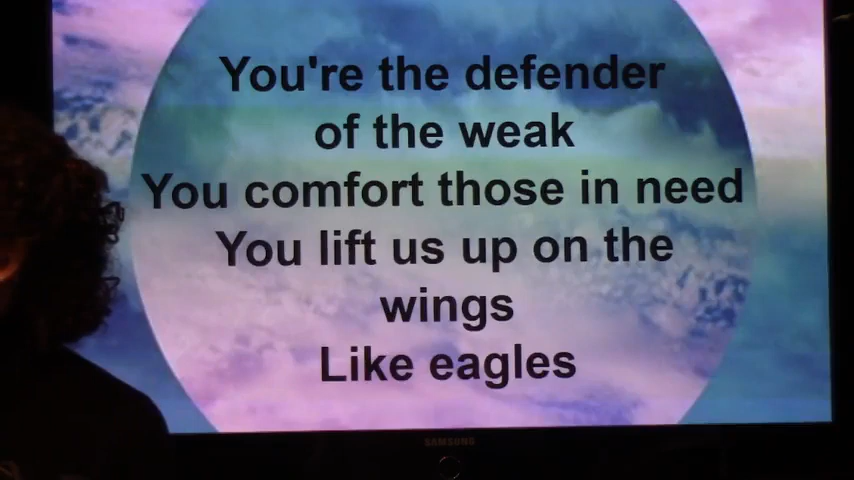 You're the defender
of the weak
You comfort those in need
You lift us up on the
wings
Like eagles
SAMSUNG